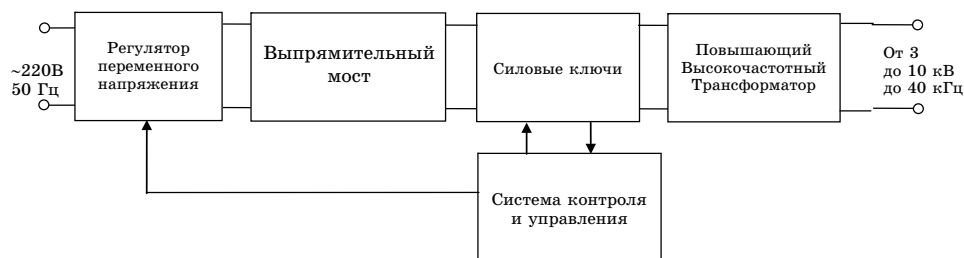 ~220В
50 Гц
Регулятор
переменного
напряжения
Выпрямительный
мост
Силовые ключи
Повышающий
Высокочастотный
Трансформатор
От 3
до 10 кВ
до 40 кГц
Система контроля
и управления